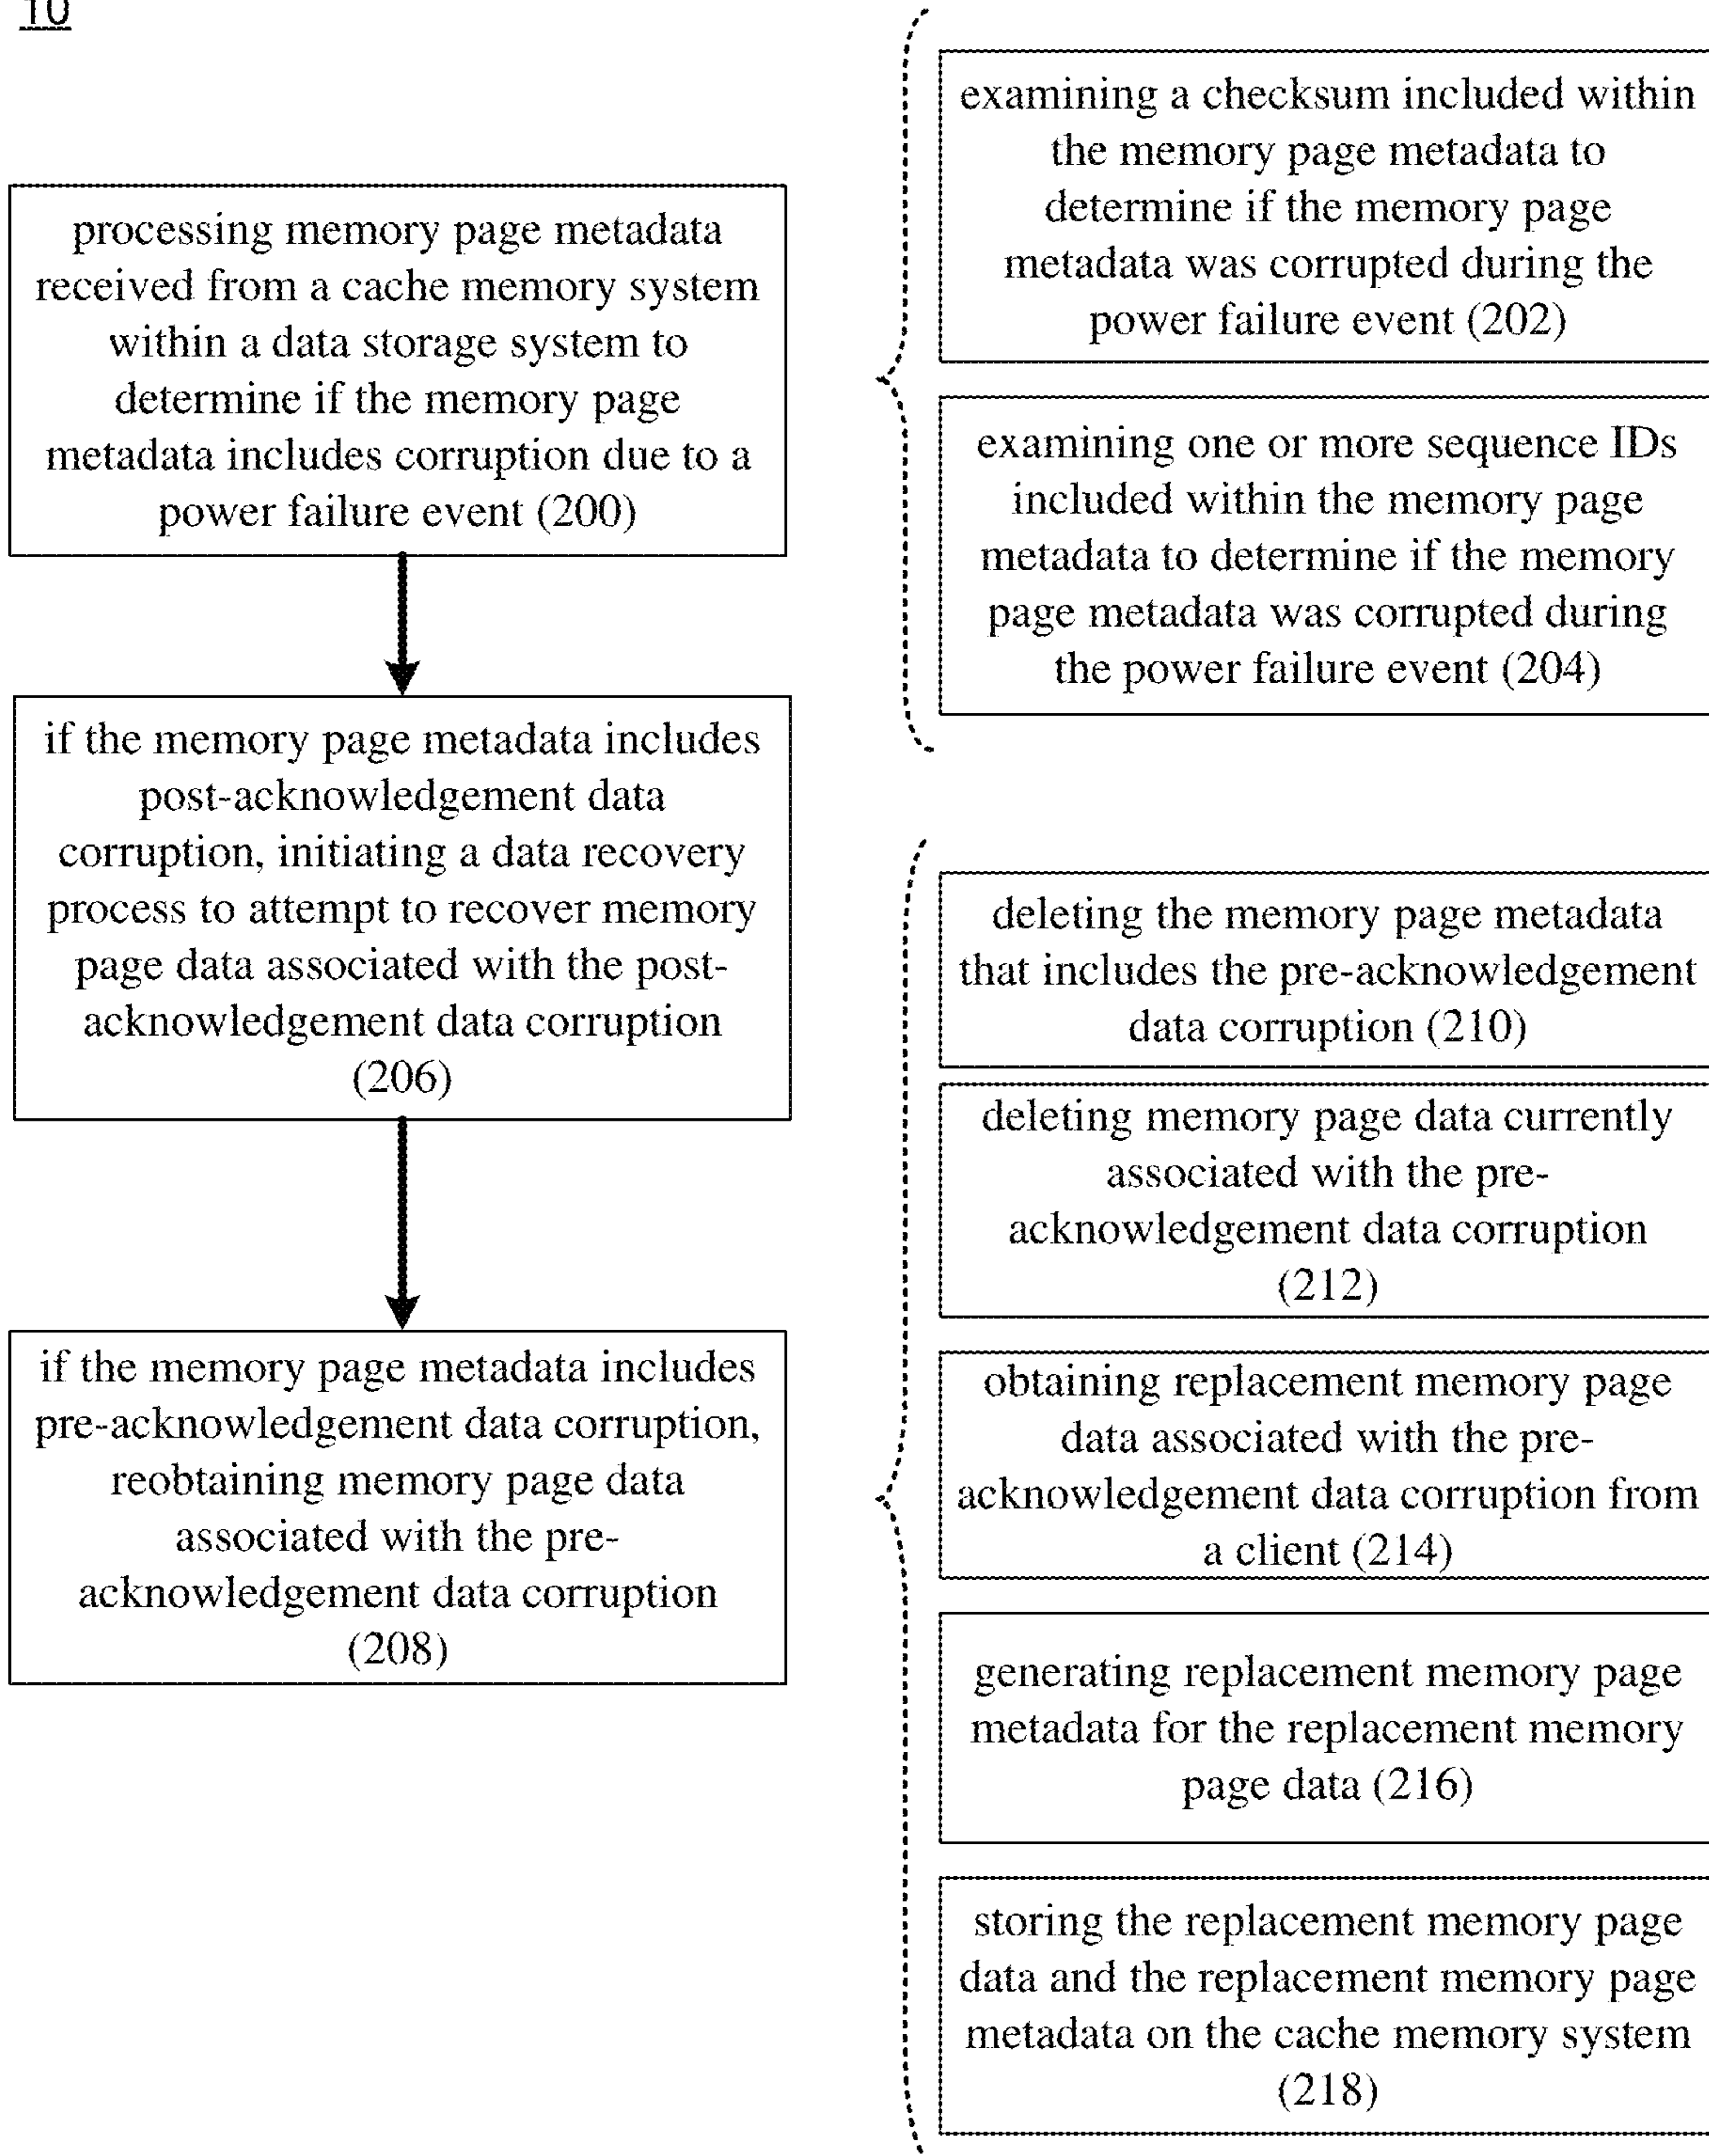 10
processing memory page metadata
received from a cache memory system
within a data storage system to
determine if the memory page
metadata includes corruption due to a
power failure event (200)
examining a checksum included within
the memory page metadata to
determine if the memory page
metadata was corrupted during the
power failure event (202)
examining one or more sequence IDs
included within the memory page
metadata to determine if the memory
page metadata was corrupted during
the power failure event (204)
if the memory page metadata includes
post-acknowledgement data
corruption, initiating a data recovery
process to attempt to recover memory
page data associated with the post-
acknowledgement data corruption
(206)
if the memory page metadata includes
pre-acknowledgement data corruption,
reobtaining memory page data
associated with the pre-
acknowledgement data corruption
(208)
deleting the memory page metadata
that includes the pre-acknowledgement
data corruption (210)
deleting memory page data currently
associated with the pre-
acknowledgement data corruption
(212)
obtaining replacement memory page
data associated with the pre-
acknowledgement data corruption from
a client (214)
generating replacement memory page
metadata for the replacement memory
page data (216)
storing the replacement memory page
data and the replacement memory page
metadata on the cache memory system
(218)